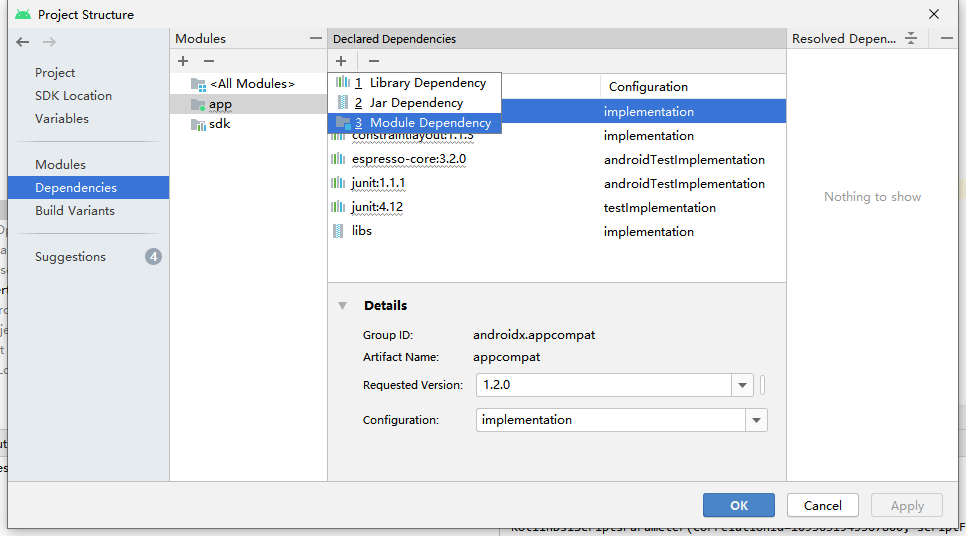 Project Structure
Modules
Declared Dependencies
Resolved Depen...
Project
SDK Location
Variables
Modules
Dependencies
Build Variants
Suggestions 4
<All Modules>
app
sdk
1 Library Dependency
2 Jar Dependency
3 Module Dependency
Configuration
implementation
constraintlayout:1.1.3 implementation
espresso-core:3.2.0 androidTestImplementation
junit:1.1.1 androidTestImplementation
junit:4.12 testImplementation
libs implementation
Nothing to show
Details
Group ID: androidx.appcompat
Artifact Name: appcompat
Requested Version: 1.2.0
Configuration: implementation
OK Cancel Apply